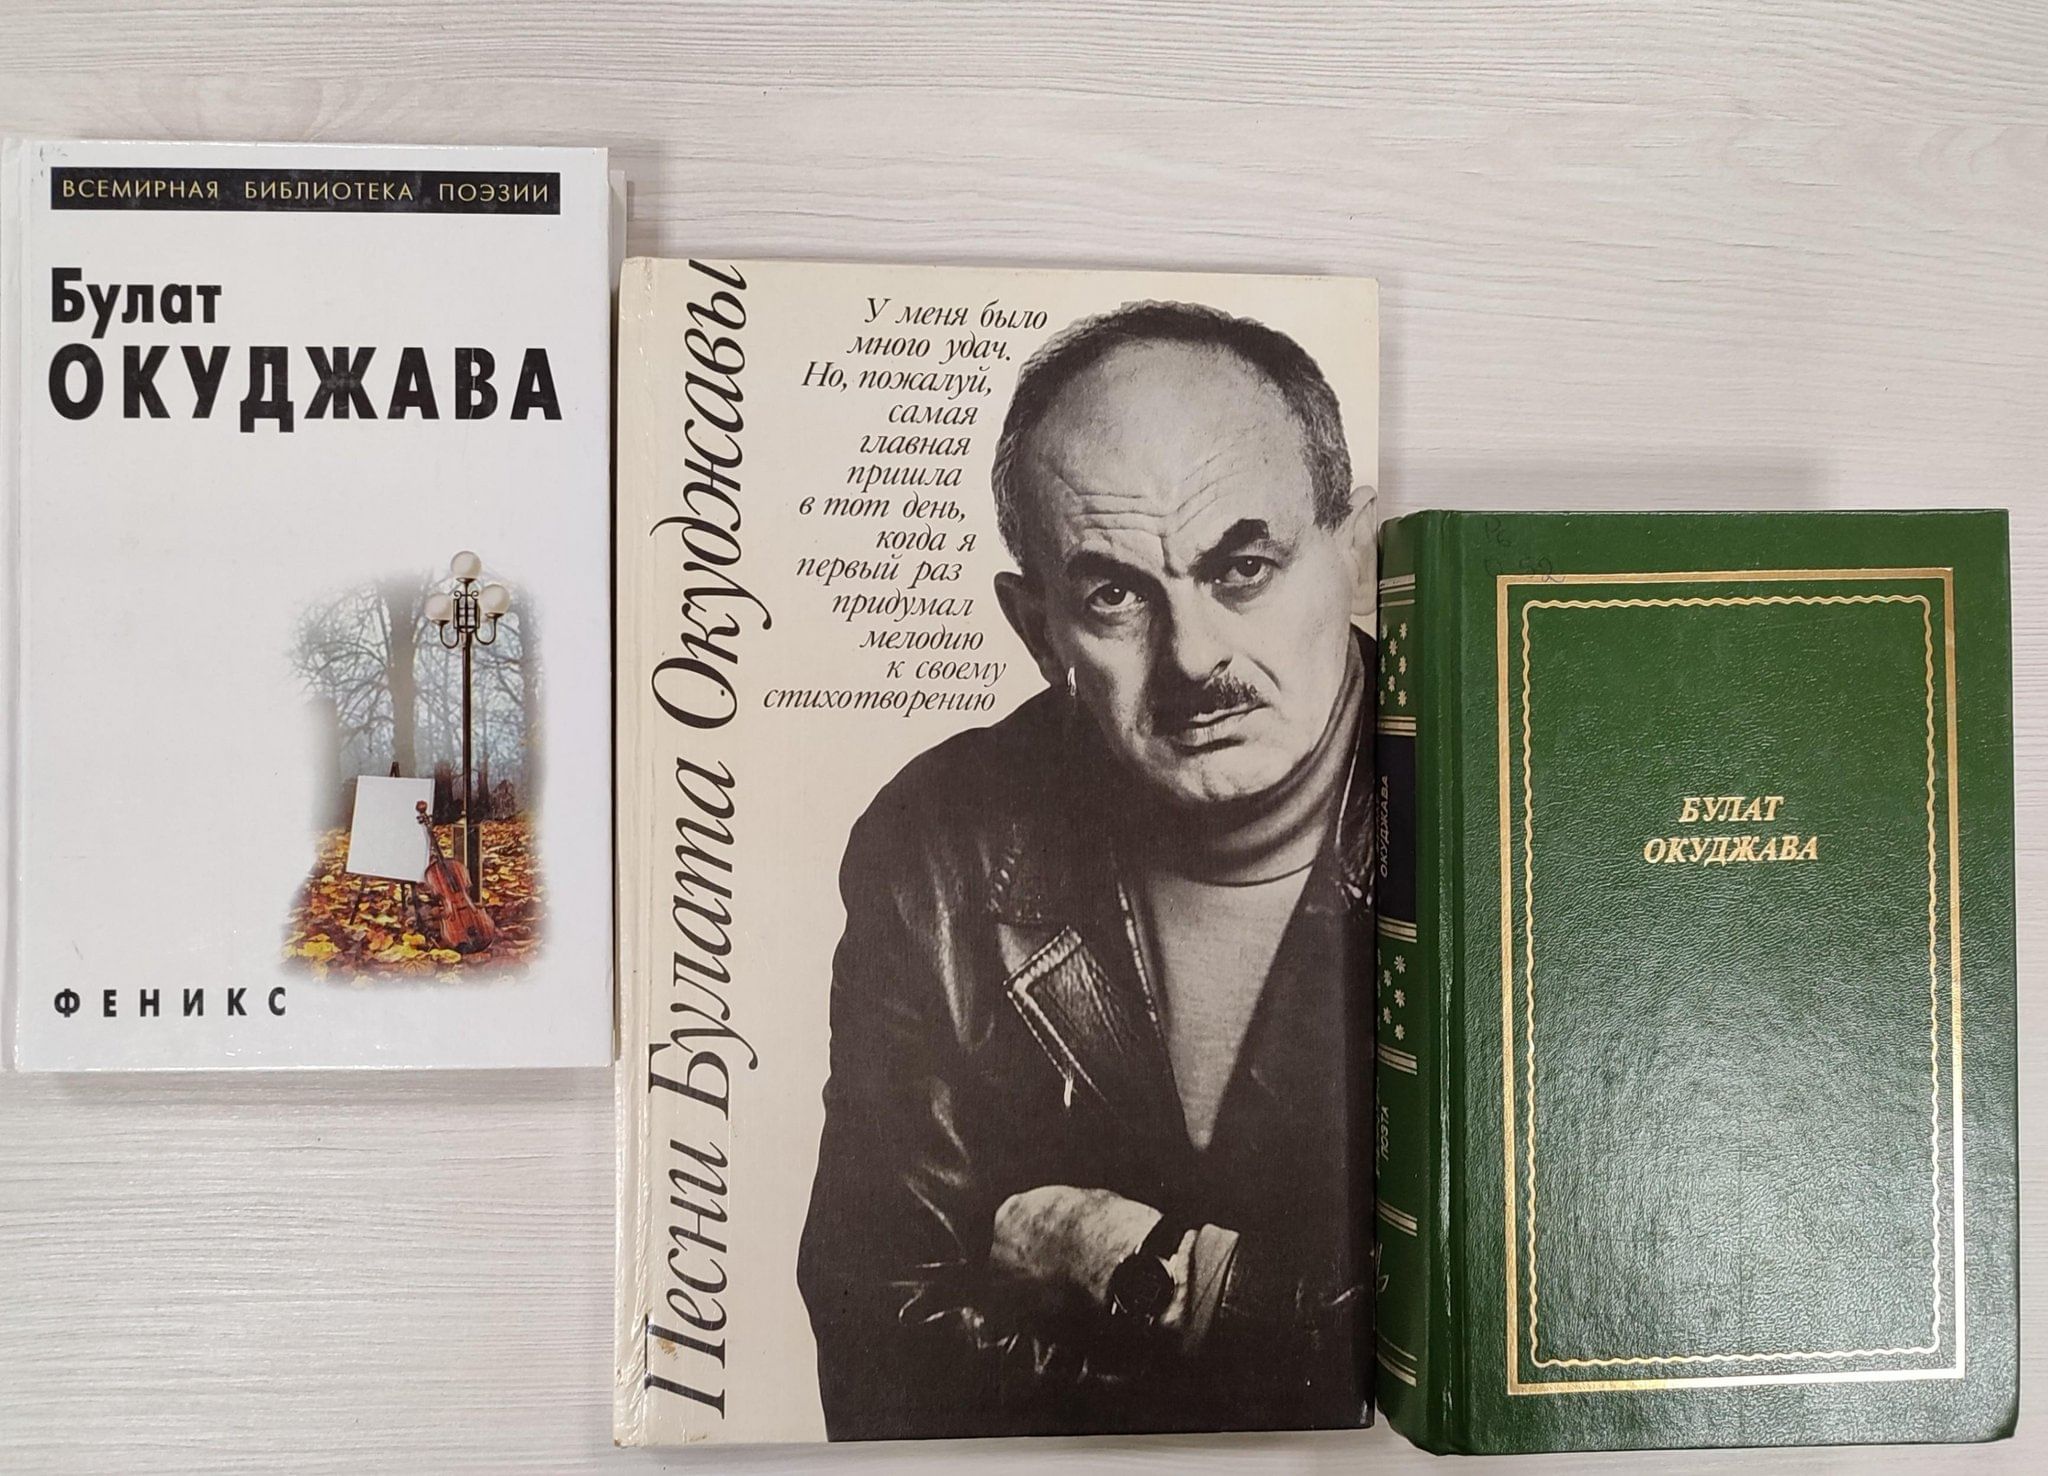 ВСЕМИРНАЯ БИБЛИОТЕКА ПОЭЗИИ
Булат
ОКУДЖАВА
ФЕНИКС
Песни Булата Окуджавы
У меня было
много удач.
Но, пожалуй,
самая
главная
пришла
в тот день,
когда я
первый раз
придумал
мелодию
к своему
стихотворению
ОКУДЖАВА
ПОЭТА
БУЛАТ
ОКУДЖАВА